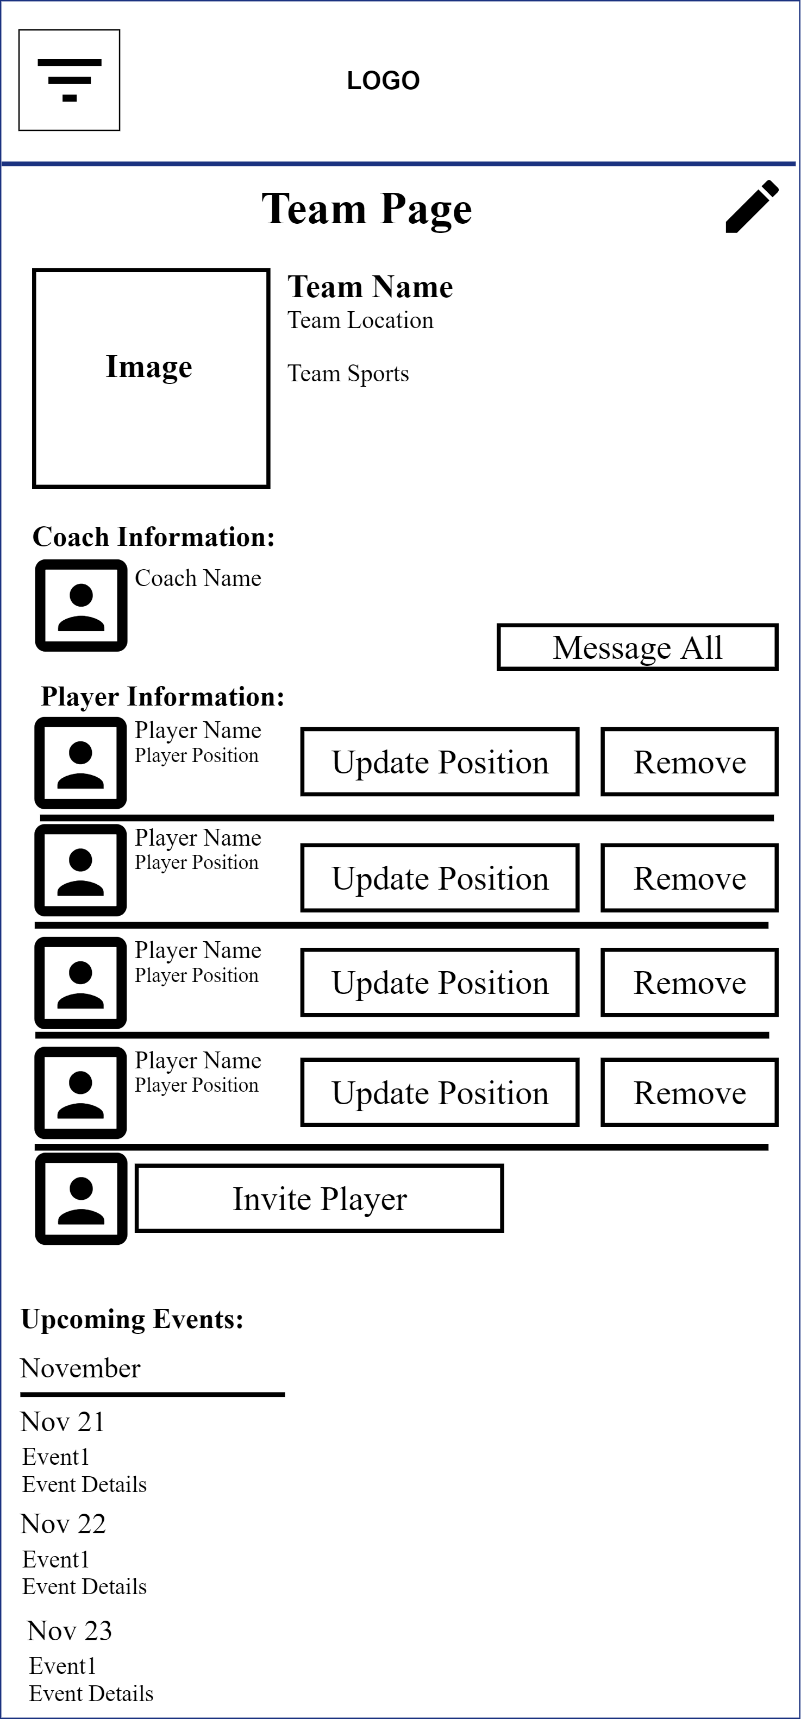 LOGO
Team Page
Image
Team Name
Team Location
Team Sports
Coach Information:
Coach Name
Message All
Player Information:
Player Name
Player Position
Update Position
Remove
Player Name
Player Position
Update Position
Remove
Player Name
Player Position
Update Position
Remove
Player Name
Player Position
Update Position
Remove
Invite Player
Upcoming Events:
November
Nov 21
Event1
Event Details
Nov 22
Event1
Event Details
Nov 23
Event1
Event Details